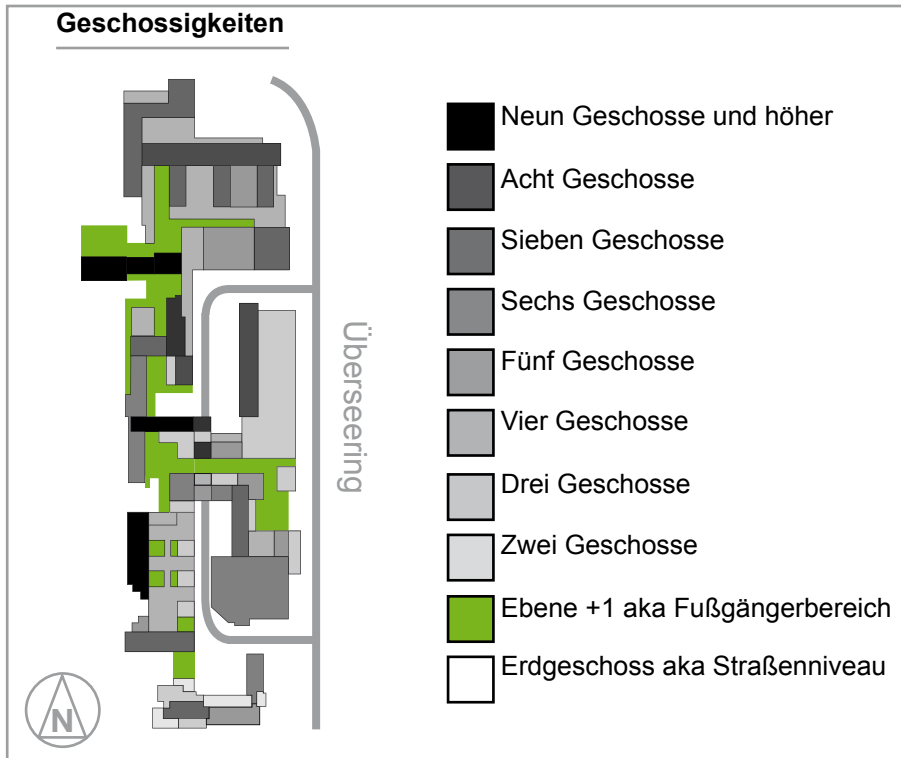 Geschossigkeiten
Neun Geschosse und höher
Acht Geschosse
Sieben Geschosse
Sechs Geschosse
Fünf Geschosse
Vier Geschosse
Drei Geschosse
Zwei Geschosse
Ebene +1 aka Fußgängerbereich
Erdgeschoss aka Straßenniveau
Überseering
N